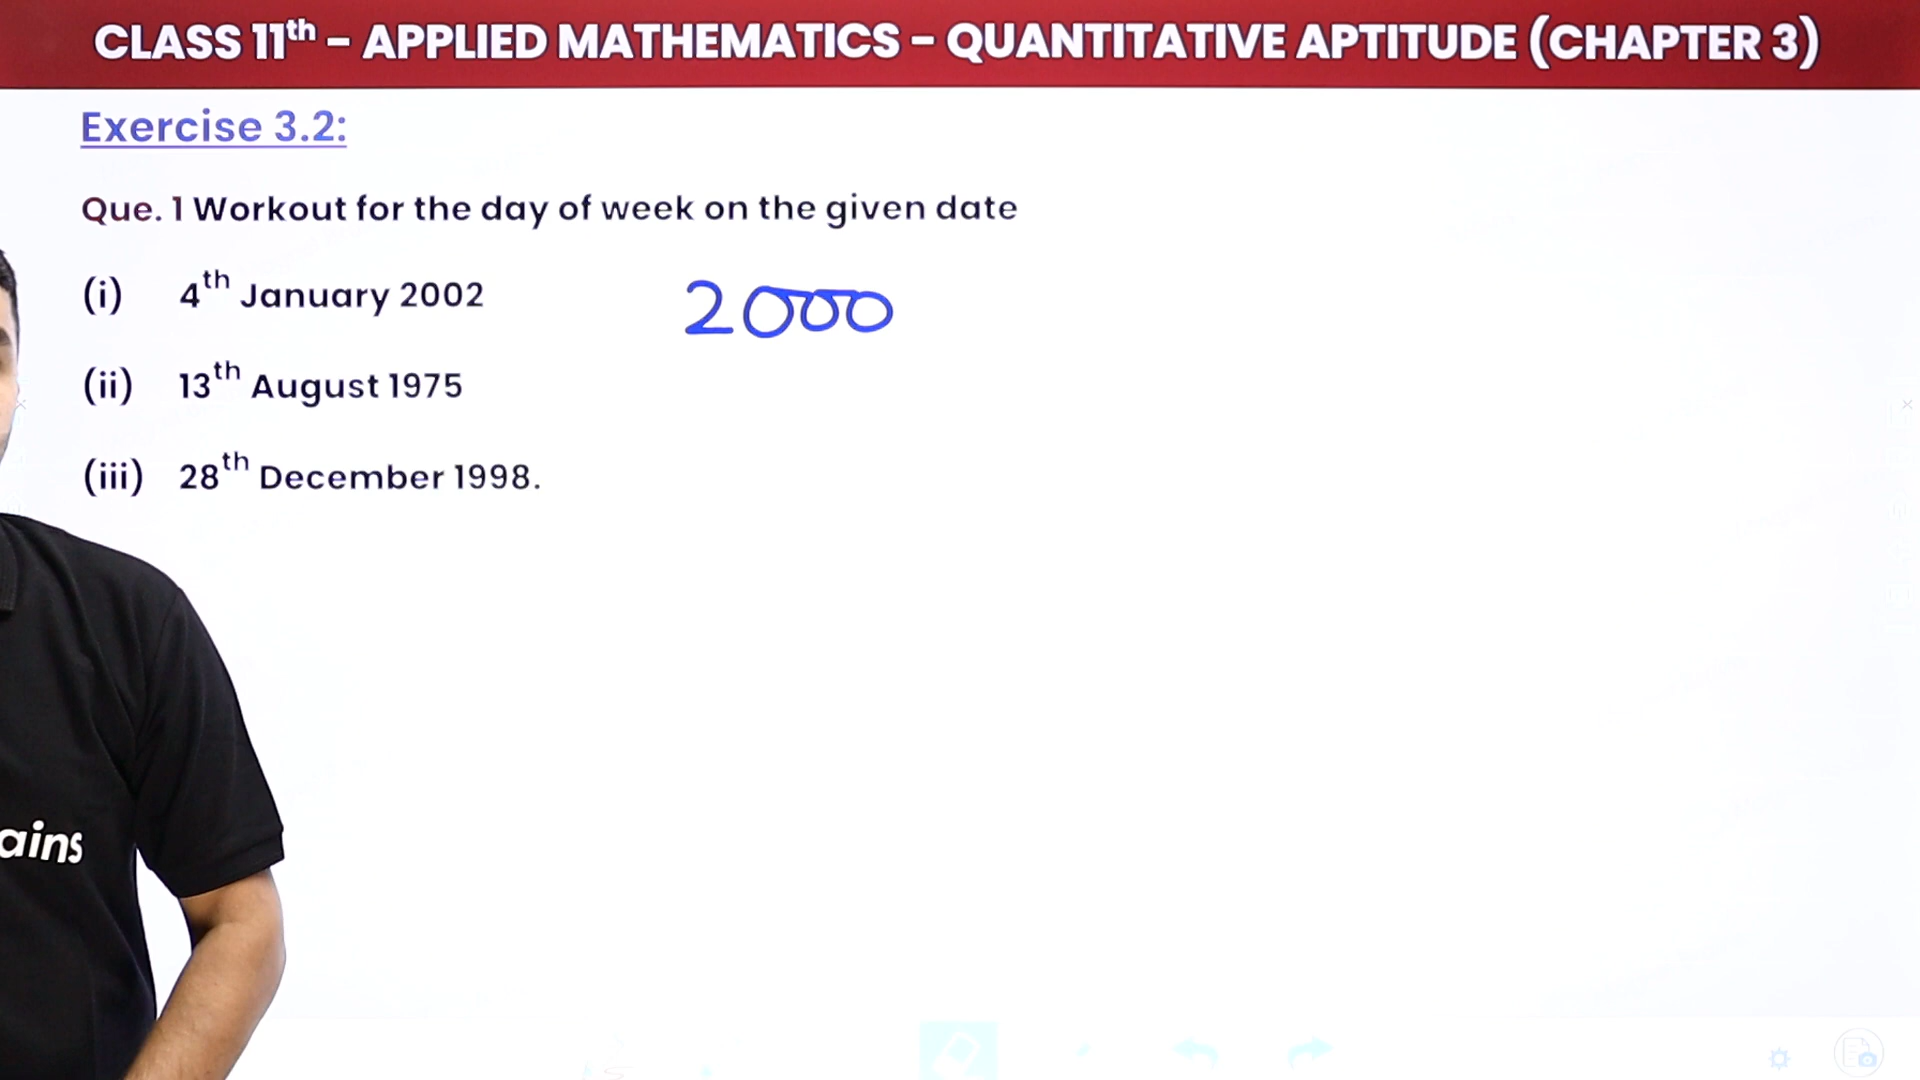 CLASS 11th - APPLIED MATHEMATICS - QUANTITATIVE APTITUDE (CHAPTER 3)
Exercise 3.2:
Que. 1 Workout for the day of week on the given date
(i) 4th January 2002
2000
(ii) 13th August 1975
(iii) 28th December 1998.
ains